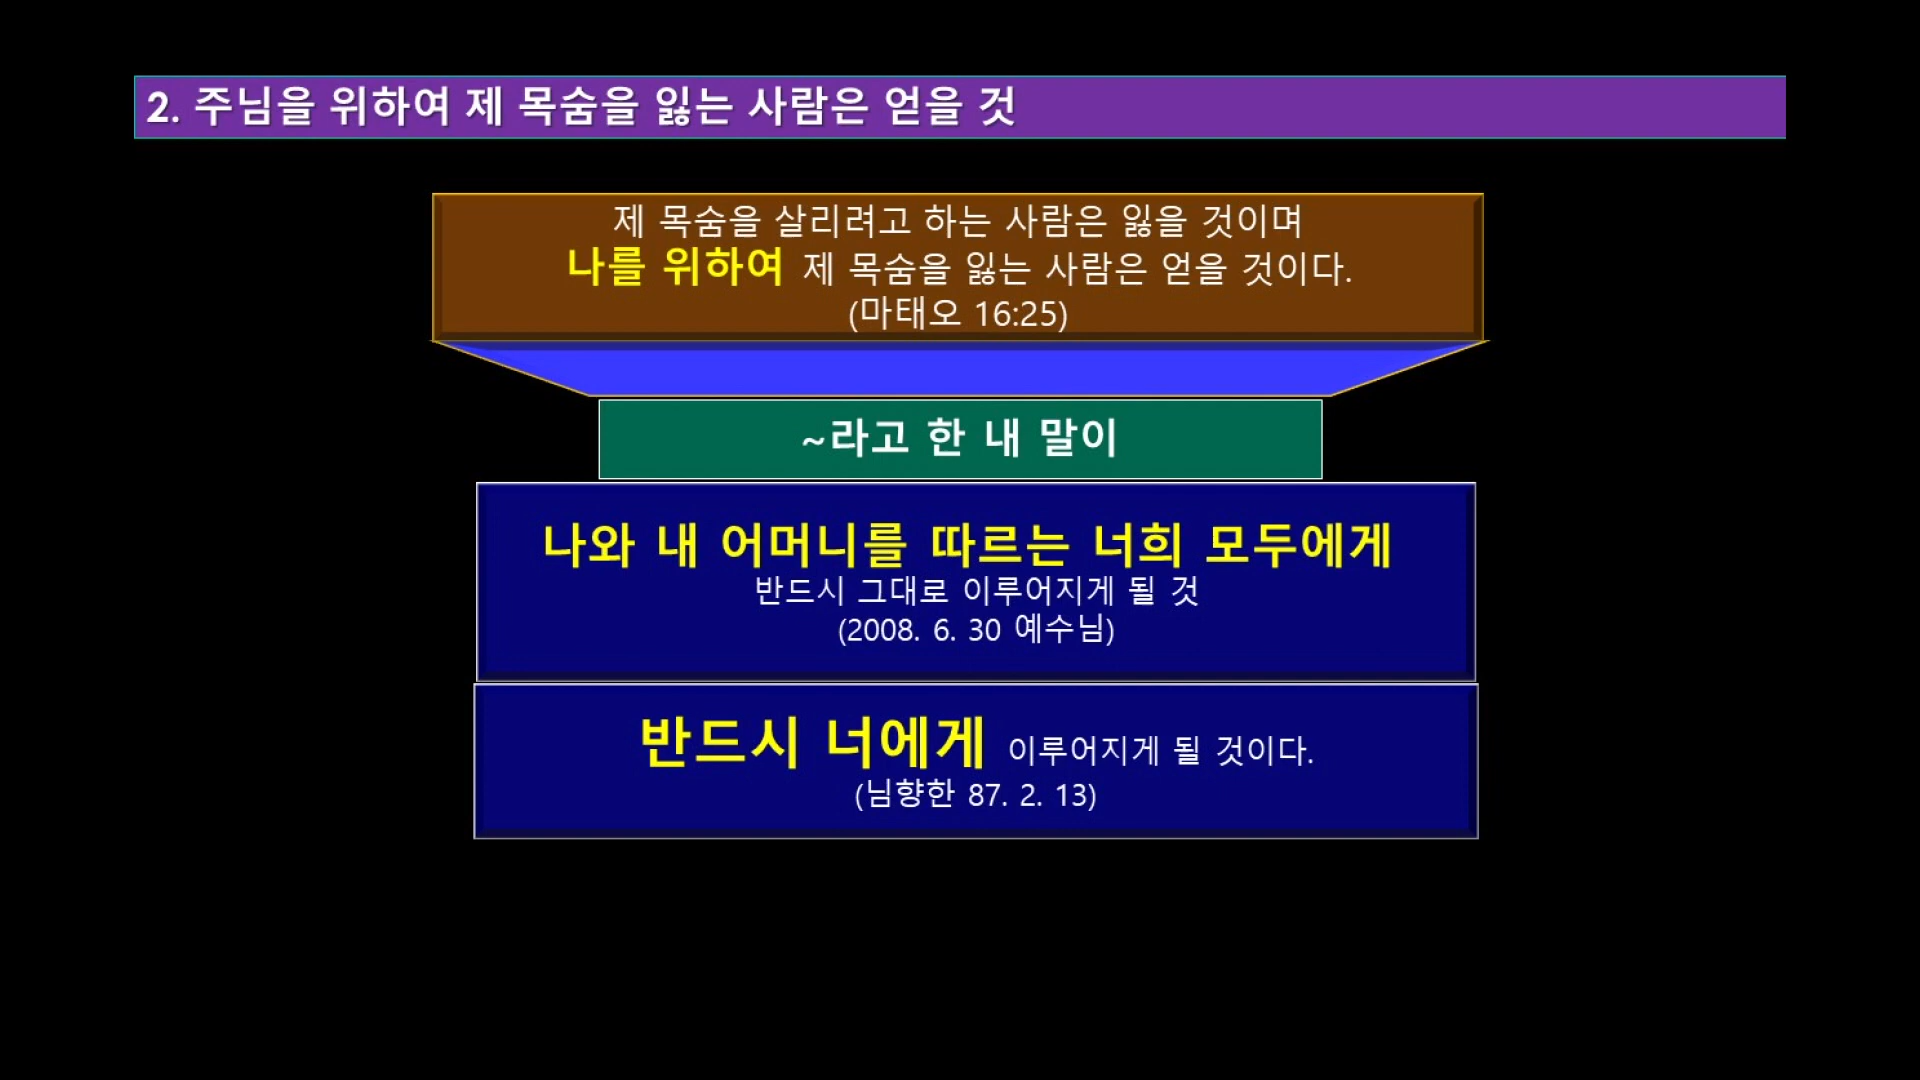 2. 주님을 위하여 제 목숨을 잃는 사람은 얻을 것
제 목숨을 살리려고 하는 사람은 잃을 것이며
나를 위하여 제 목숨을 잃는 사람은 얻을 것이다.
(마태오 16:25)
~라고 한 내 말이
나와 내 어머니를 따르는 너희 모두에게
반드시 그대로 이루어지게 될 것
(2008. 6. 30 예수님)
반드시 너에게 이루어지게 될 것이다.
(님향한 87. 2. 13)